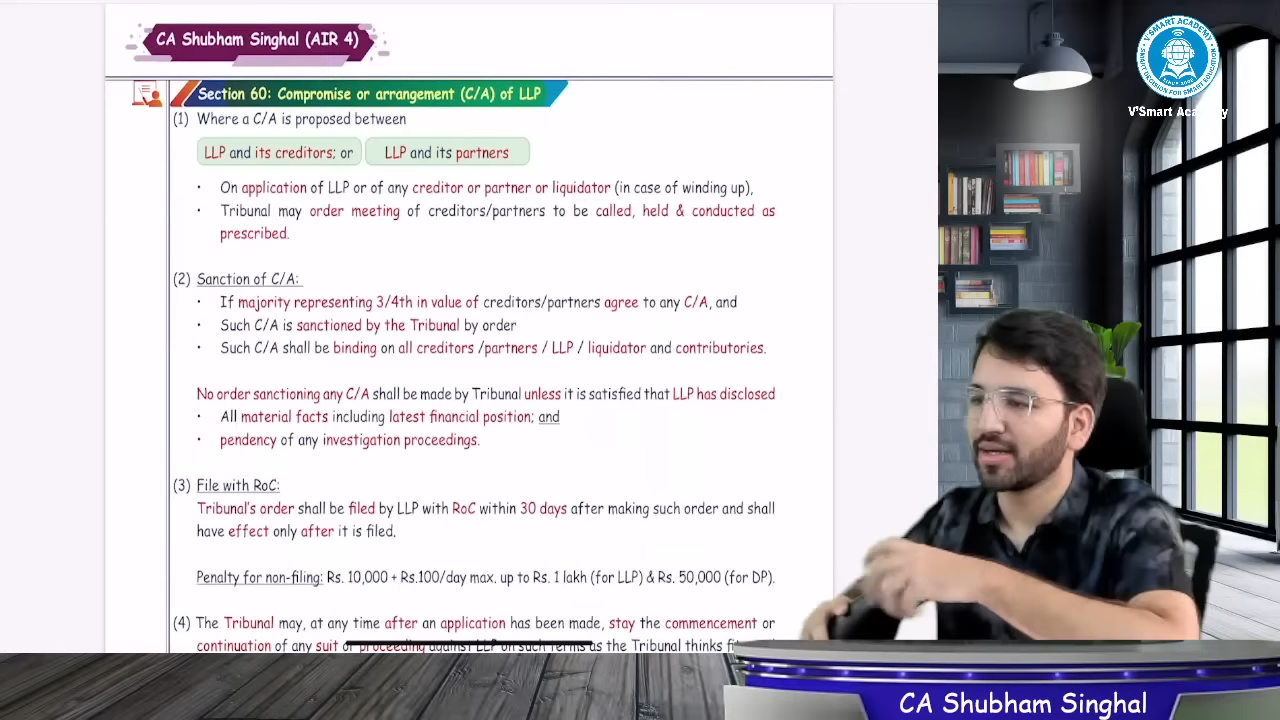 CA Shubham Singhal (AIR 4)
V'SMART ACADEMY
SMART DECISION FOR SMART EDUCATION
V'Smart Academy
Section 60: Compromise or arrangement (C/A) of LLP
(1) Where a C/A is proposed between
LLP and its creditors; or LLP and its partners
• On application of LLP or of any creditor or partner or liquidator (in case of winding up),
• Tribunal may order meeting of creditors/partners to be called, held & conducted as
prescribed.
(2) Sanction of C/A:
• If majority representing 3/4th in value of creditors/partners agree to any C/A, and
• Such C/A is sanctioned by the Tribunal by order
• Such C/A shall be binding on all creditors /partners / LLP / liquidator and contributories.
No order sanctioning any C/A shall be made by Tribunal unless it is satisfied that LLP has disclosed
• All material facts including latest financial position; and
• pendency of any investigation proceedings.
(3) File with RoC:
Tribunal's order shall be filed by LLP with RoC within 30 days after making such order and shall
have effect only after it is filed.
Penalty for non-filing: Rs. 10,000 + Rs.100/day max. up to Rs. 1 lakh (for LLP) & Rs. 50,000 (for DP).
(4) The Tribunal may, at any time after an application has been made, stay the commencement or
continuation of any suit or proceeding against LLP on such terms as the Tribunal thinks
CA Shubham Singhal